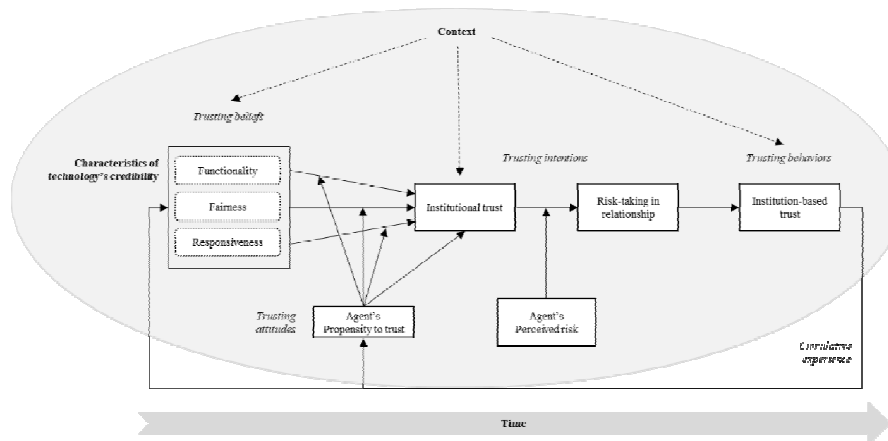 Context
Trusting beliefs
Characteristics of
technology's credibility
Functionality
Fairness
Responsiveness
Trusting intentions
Trusting behaviors
Institutional trust
Risk-taking in
relationship
Institution-based
trust
Trusting
attitudes
Agent's
Propensity to trust
Agent's
Perceived risk
Cumulative
experience
Time